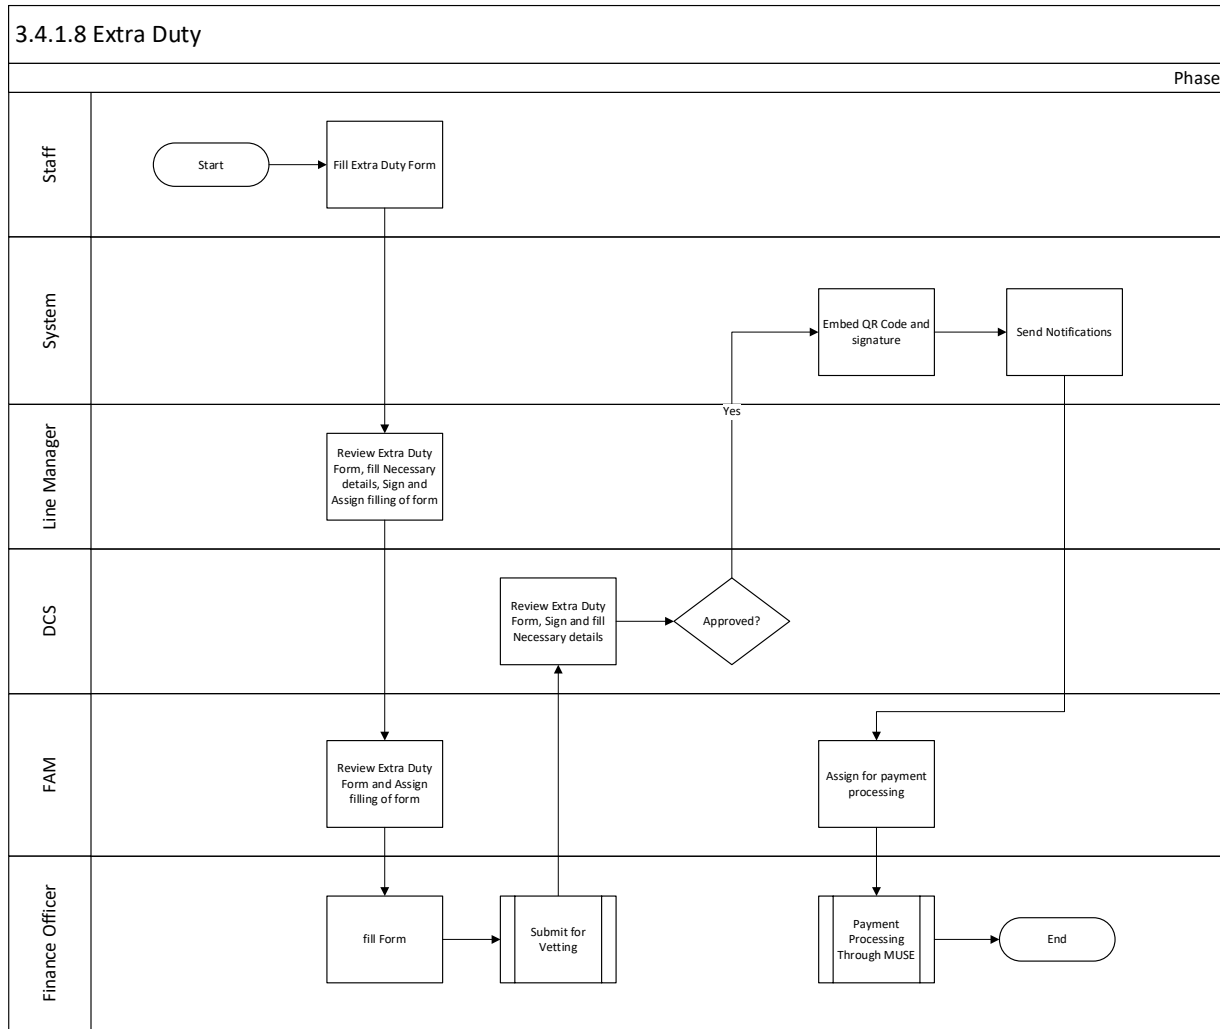 3.4.1.8 Extra Duty
Phase
Staff
Start
Fill Extra Duty Form
System
Embed QR Code and
signature
Send Notifications
Yes
Line Manager
Review Extra Duty
Form, fill Necessary
details, Sign and
Assign filling of form
DCS
Review Extra Duty
Form, Sign and fill
Necessary details
Approved?
FAM
Review Extra Duty
Form and Assign
filling of form
Assign for payment
processing
Finance Officer
fill Form
Submit for
Vetting
Payment
Processing
Through MUSE
End